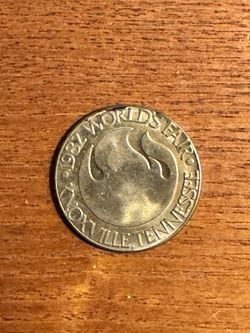 1982 WORLD'S FAIR
KNOXVILLE, TENNESSEE